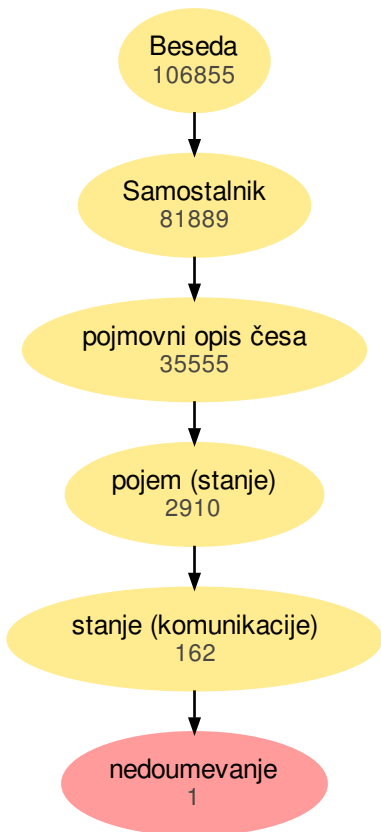 Beseda
106855
Samostalnik
81889
pojmovni opis česa
35555
pojem (stanje)
2910
stanje (komunikacije)
162
nedoumevanje
1